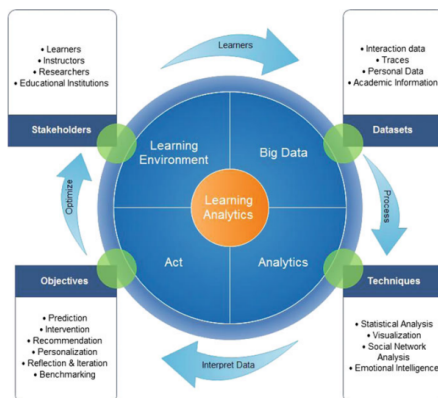 • Learners
• Instructors
• Researchers
• Educational Institutions
Stakeholders
Learners
• Interaction data
• Traces
• Personal Data
• Academic Information
Datasets
Learning
Environment
Big Data
Learning
Analytics
Act
Analytics
Optimize
Process
Objectives
• Prediction
• Intervention
• Recommendation
• Personalization
• Reflection & Iteration
• Benchmarking
Interpret Data
Techniques
• Statistical Analysis
• Visualization
• Social Network
Analysis
• Emotional Intelligence